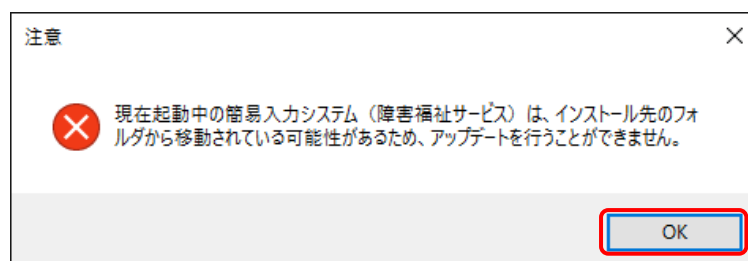 注意
現在起動中の簡易入力システム（障害福祉サービス）は、インストール先のフォ
ルダから移動されている可能性があるため、アップデートを行うことができません。
OK